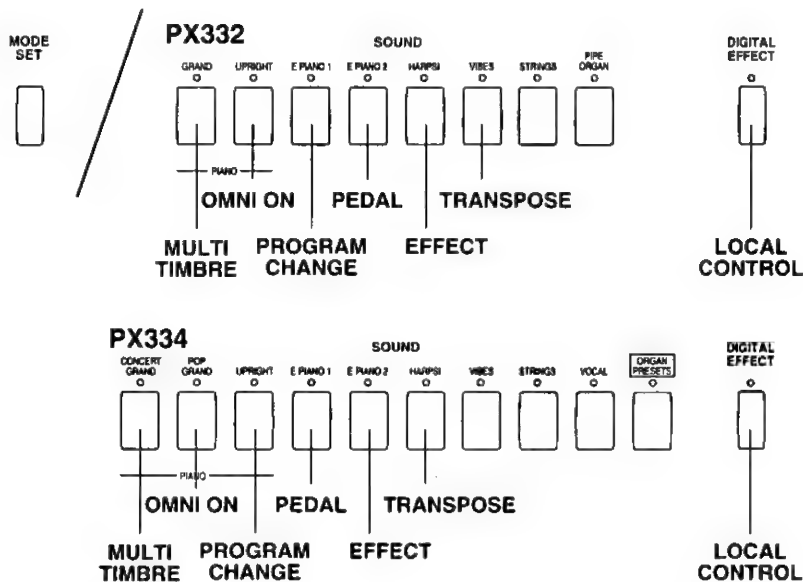 MODE
SET
PX332
SOUND
GRAND UPRIGHT E PIANO 1 E PIANO 2 HARPSI VIBES STRINGS PIPE
ORGAN
DIGITAL
EFFECT
PIANO
OMNI ON PEDAL TRANSPOSE
MULTI
TIMBRE
PROGRAM
CHANGE
EFFECT
LOCAL
CONTROL
PX334
SOUND
CONCERT
GRAND
POP
GRAND
UPRIGHT E PIANO 1 E PIANO 2 HARPSI VIBES STRINGS VOCAL
ORGAN
PRESETS
DIGITAL
EFFECT
PIANO
OMNI ON PEDAL TRANSPOSE
MULTI
TIMBRE
PROGRAM
CHANGE
EFFECT
LOCAL
CONTROL